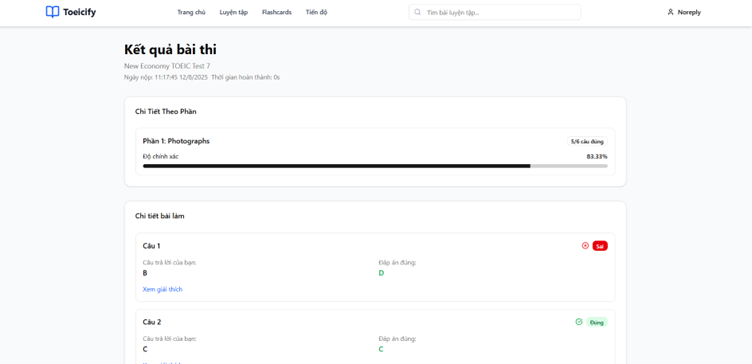 Toeicify Trang chủ Luyện tập Flashcards Tiến độ Tìm bài luyện tập... Noreply
Kết quả bài thi
New Economy TOEIC Test 7
Ngày nộp: 11:17:45 12/8/2025 Thời gian hoàn thành: 0s
Chi Tiết Theo Phần
Phần 1: Photographs 5/6 câu đúng
Độ chính xác 83.33%
Chi tiết bài làm
Câu 1 Sai
Câu trả lời của bạn: Đáp án đúng:
B D
Xem giải thích
Câu 2 Đúng
Câu trả lời của bạn: Đáp án đúng:
C C